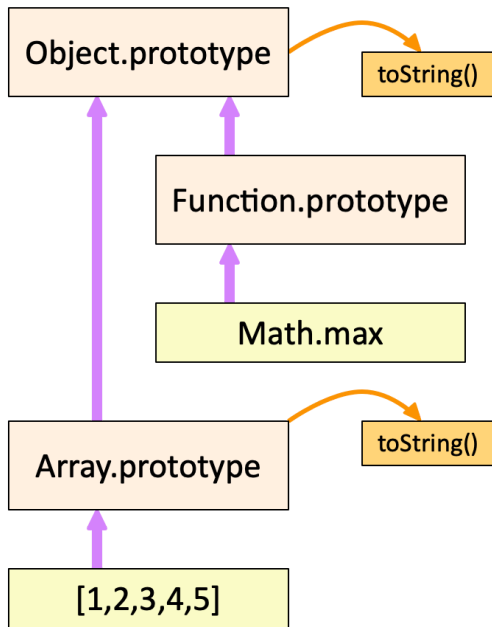 Object.prototype
toString()
Function.prototype
Math.max
Array.prototype
toString()
[1,2,3,4,5]